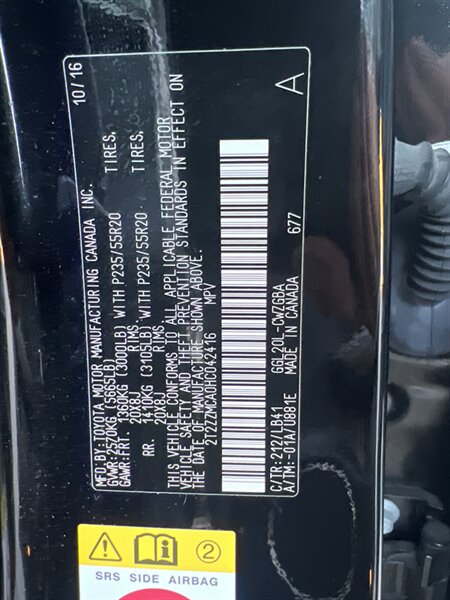 MFD.BY:TOYOTA MOTOR MANUFACTURING CANADA INC. 10/16
GVWR:2570KG (5665LB)
GAWR:FRT. 1360KG (3000LB) WITH P235/55R20 TIRES,
20X8J RIMS
RR. 1410KG (3105LB) WITH P235/55R20 TIRES,
20X8J RIMS
THIS VEHICLE CONFORMS TO ALL APPLICABLE FEDERAL MOTOR
VEHICLE SAFETY AND THEFT PREVENTION STANDARDS IN EFFECT ON
THE DATE OF MANUFACTURE SHOWN ABOVE.
2T2ZZMCA0HC042416 MPV
C/TR:212/LB41 GGL20L-CWZGBA
A/TM:-01A/U881E MADE IN CANADA 677
A
2
SRS SIDE AIRBAG